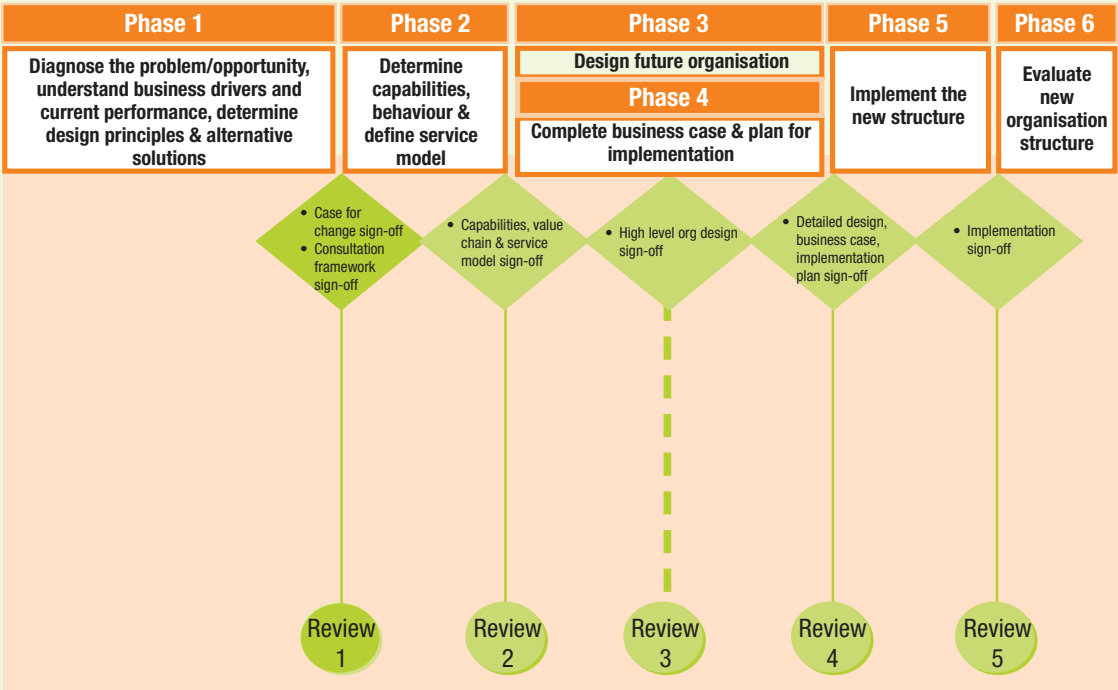 Phase 1
Phase 2
Phase 3
Phase 5
Phase 6
Diagnose the problem/opportunity,
understand business drivers and
current performance, determine
design principles & alternative
solutions
Determine
capabilities,
behaviour &
define service
model
Design future organisation
Phase 4
Complete business case & plan for
implementation
Implement the
new structure
Evaluate
new
organisation
structure
• Case for
change sign-off
• Consultation
framework
sign-off
• Capabilities, value
chain & service
model sign-off
• High level org design
sign-off
• Detailed design,
business case,
implementation
plan sign-off
• Implementation
sign-off
Review
1
Review
2
Review
3
Review
4
Review
5